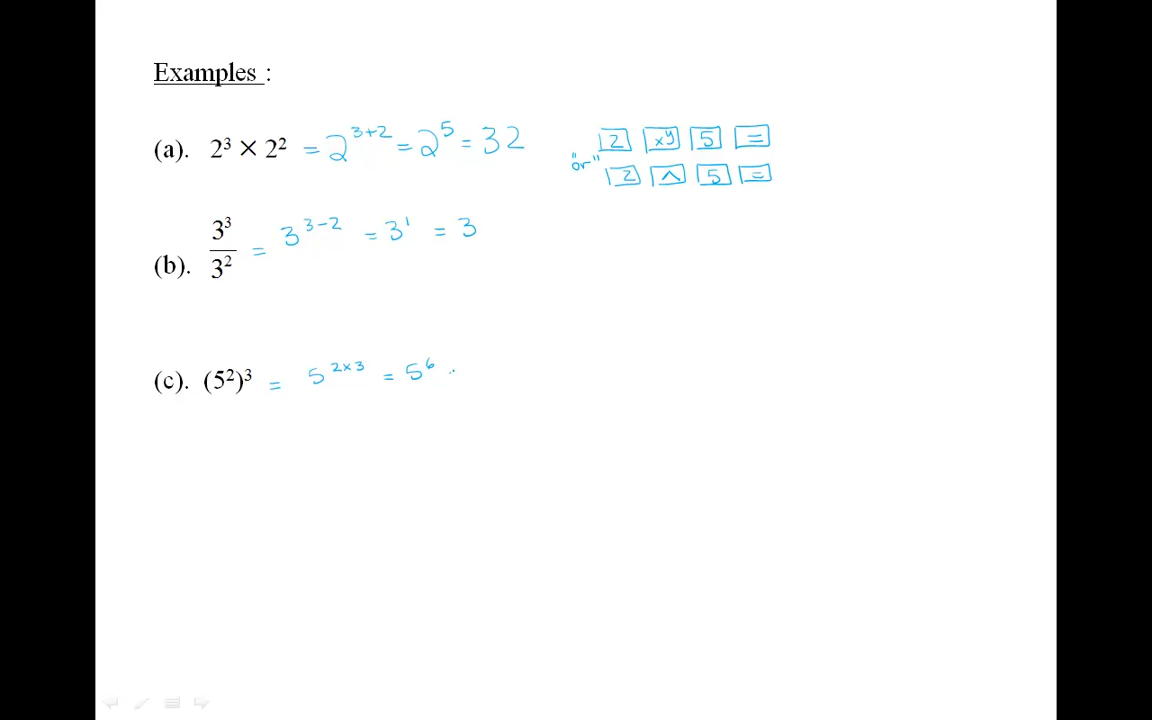 Examples :
(a). 2³ × 2² = 2³⁺² = 2⁵ = 32
2 xʸ 5 =
"or"
2 ^ 5 =
(b). 3³/3² = 3³⁻² = 3¹ = 3
(c). (5²)³ = 5²ˣ³ = 5⁶